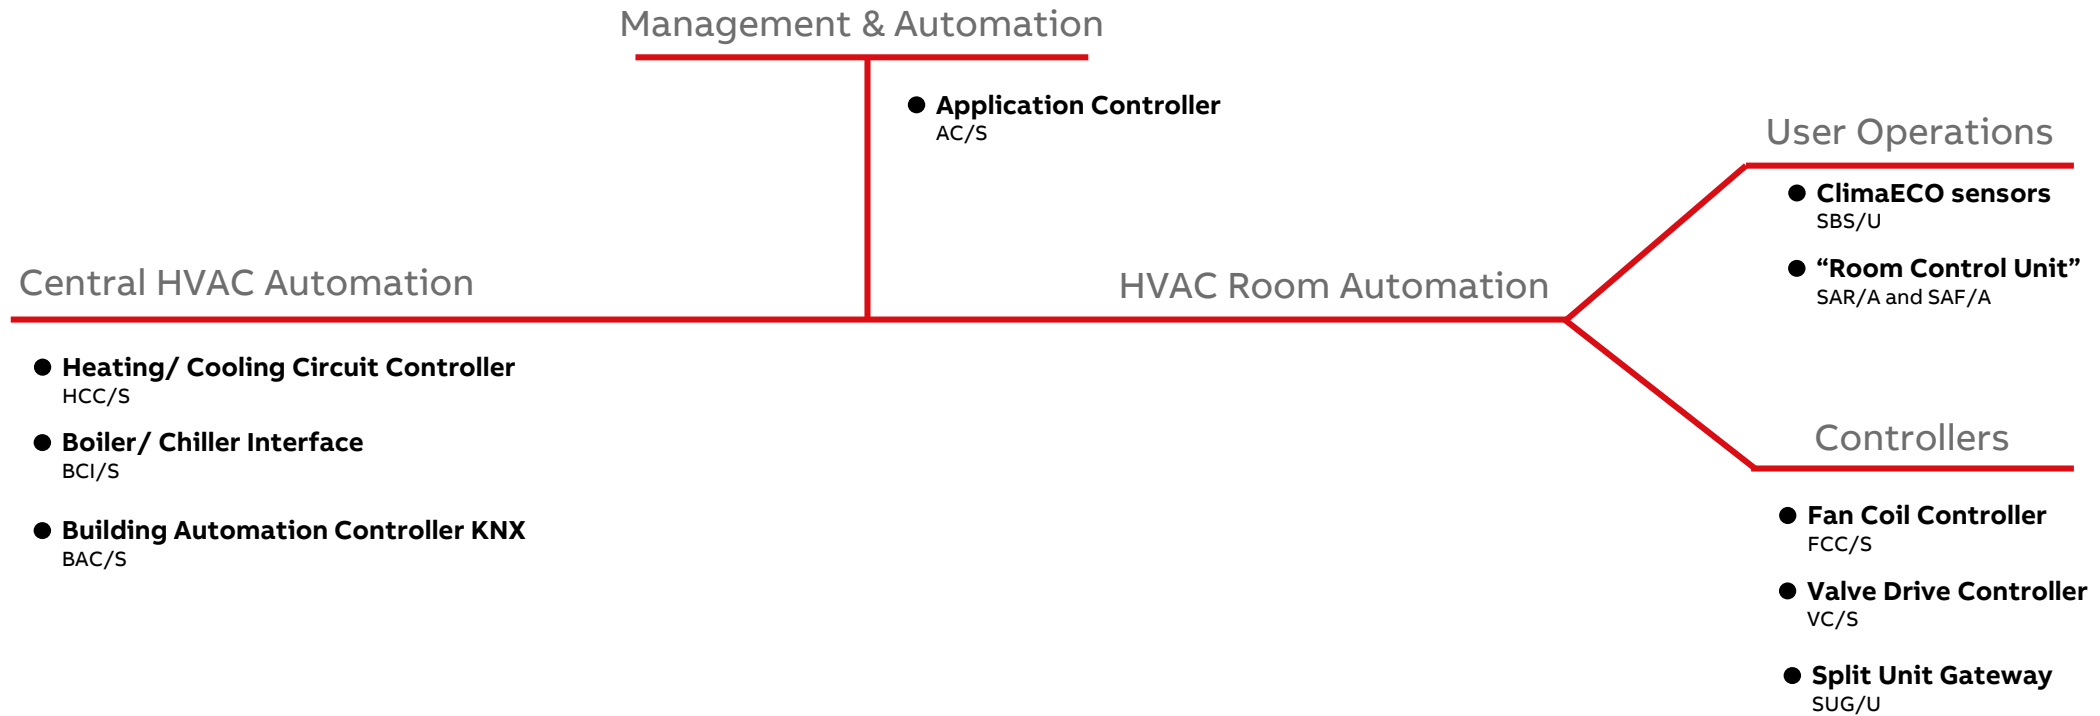 Management & Automation
Application Controller
AC/S
User Operations
ClimaECO sensors
SBS/U
“Room Control Unit”
SAR/A and SAF/A
Central HVAC Automation
HVAC Room Automation
Heating/ Cooling Circuit Controller
HCC/S
Boiler/ Chiller Interface
BCI/S
Building Automation Controller KNX
BAC/S
Controllers
Fan Coil Controller
FCC/S
Valve Drive Controller
VC/S
Split Unit Gateway
SUG/U